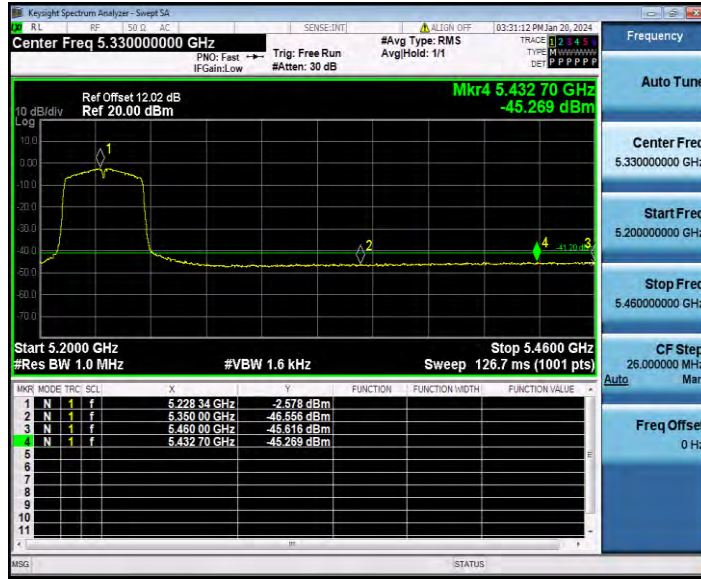 Keysight Spectrum Analyzer - Swept SA
RL RF 50 Ω AC SENSE:INT ALIGN OFF 03:31:12 PM Jan 20, 2024
Center Freq 5.330000000 GHz
PNO: Fast
IFGain:Low
Trig: Free Run
#Atten: 30 dB
#Avg Type: RMS
Avg|Hold: 1/1
TRACE 1 2 3 4 5 6
TYPE M W W W W W
DET P P P P P P
Mkr4 5.432 70 GHz
-45.269 dBm
Ref Offset 12.02 dB
Ref 20.00 dBm
10 dB/div
Log
10.0
0.00
-10.0
-20.0
-30.0
-40.0
-50.0
-60.0
-70.0
1
2
4
3
-41.20 dB
Start 5.2000 GHz
Stop 5.4600 GHz
#Res BW 1.0 MHz
#VBW 1.6 kHz
Sweep 126.7 ms (1001 pts)
MKR MODE TRC SCL X Y FUNCTION FUNCTION WIDTH FUNCTION VALUE
1 N 1 f 5.228 34 GHz -2.578 dBm
2 N 1 f 5.350 00 GHz -46.556 dBm
3 N 1 f 5.460 00 GHz -45.616 dBm
4 N 1 f 5.432 70 GHz -45.269 dBm
5
6
7
8
9
10
11
MSG
STATUS
Frequency
Auto Tune
Center Freq
5.330000000 GHz
Start Freq
5.200000000 GHz
Stop Freq
5.460000000 GHz
CF Step
26.000000 MHz
Auto Man
Freq Offset
0 Hz